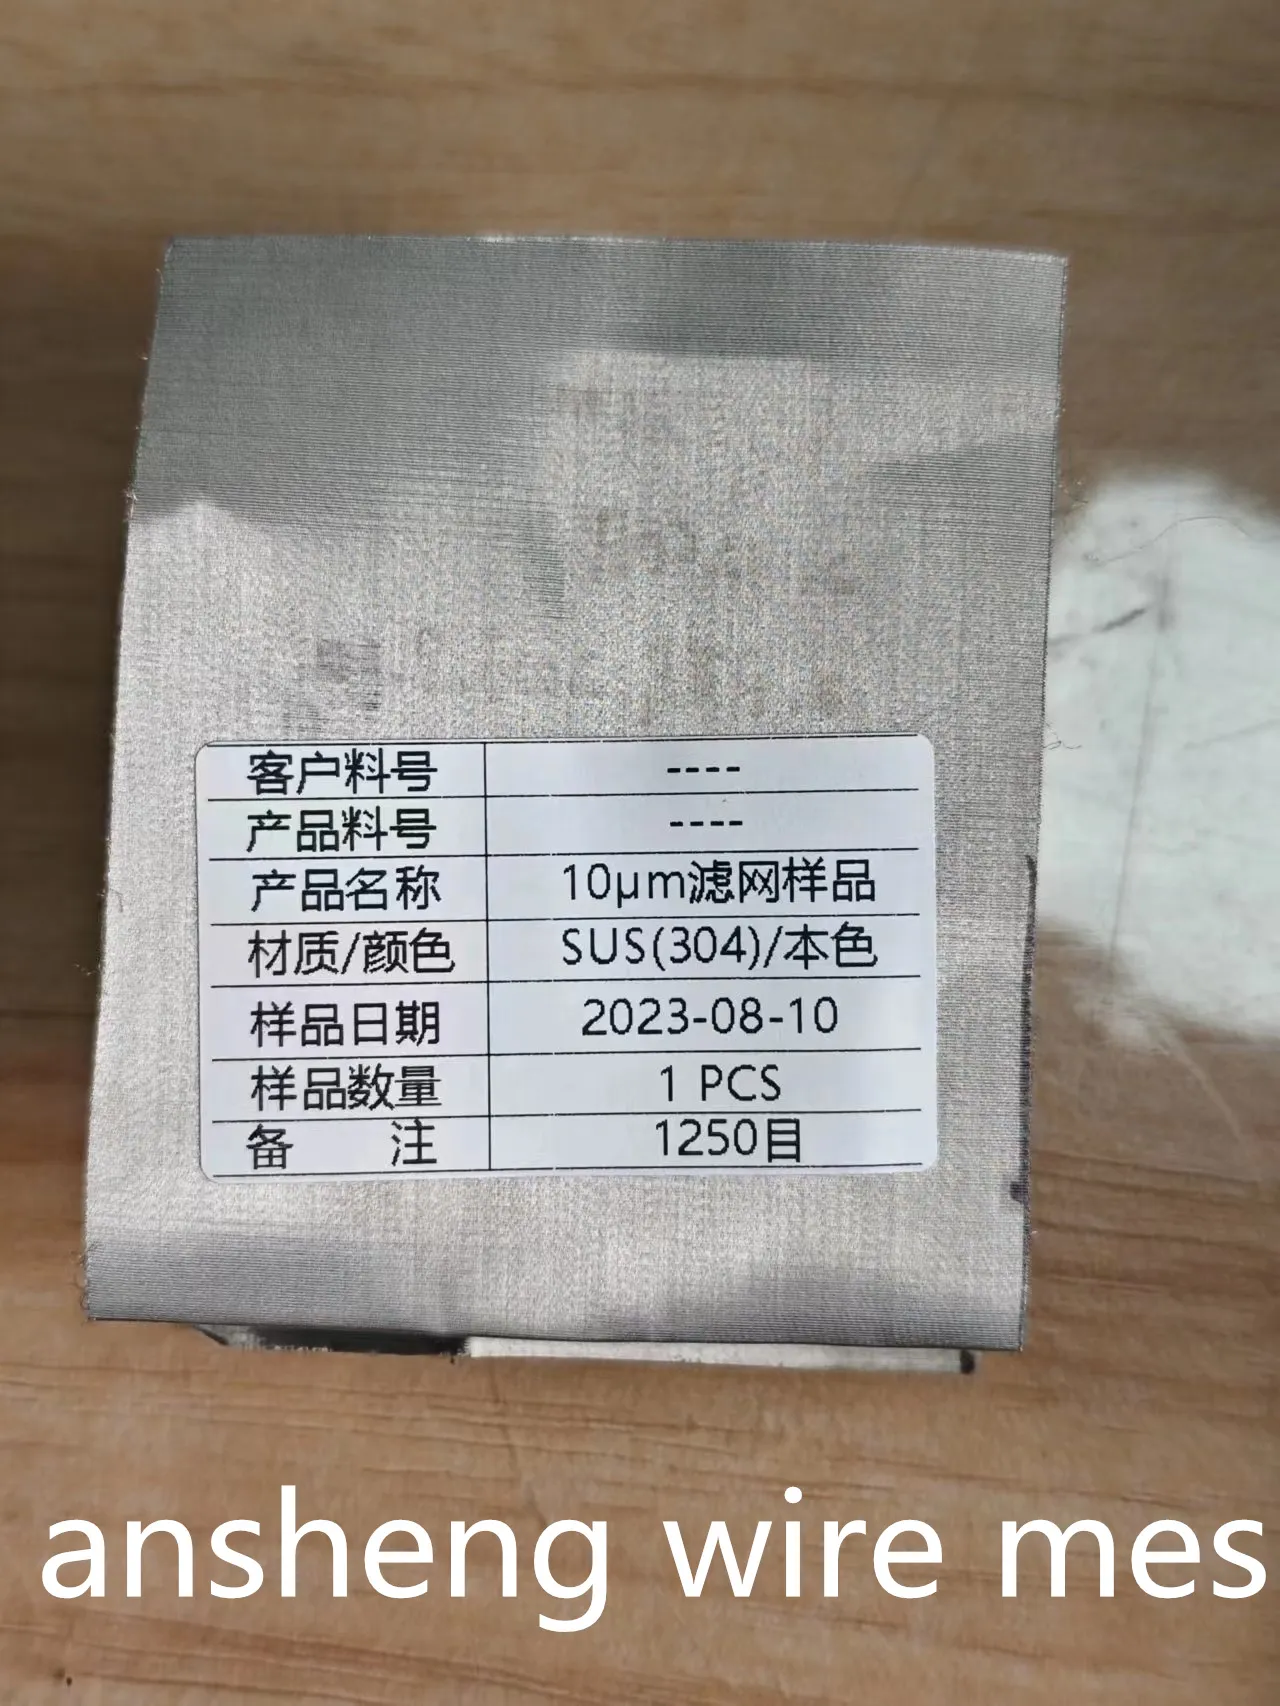 客户料号 ----
产品料号 ----
产品名称 10μm滤网样品
材质/颜色 SUS(304)/本色
样品日期 2023-08-10
样品数量 1 PCS
备 注 1250目
ansheng wire mes